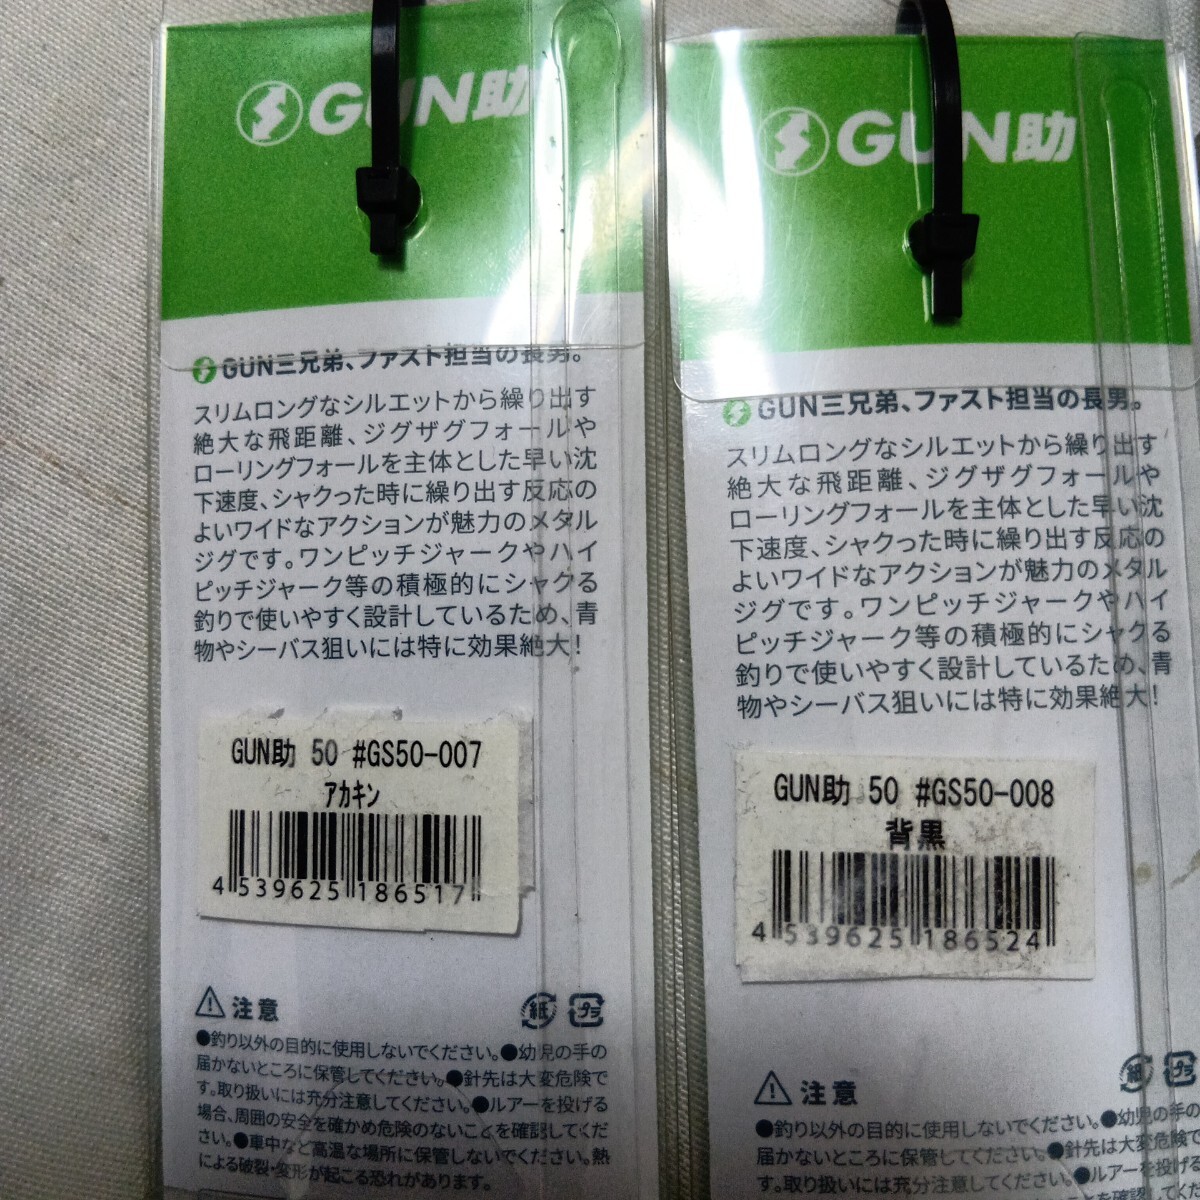 GUN助
GUN三兄弟、ファスト担当の長男。
スリムロングなシルエットから繰り出す
絶大な飛距離、ジグザグフォールや
ローリングフォールを主体とした早い沈
下速度、シャクった時に繰り出す反応の
よいワイドなアクションが魅力のメタル
ジグです。ワンピッチジャークやハイ
ピッチジャーク等の積極的にシャクる
釣りで使いやすく設計しているため、青
物やシーバス狙いには特に効果絶大!
GUN助 50 #GS50-007
アカキン
4 539625 186517
注意
紙 プラ
●釣り以外の目的に使用しないでください。●幼児の手の
届かないところに保管してください。●針先は大変危険で
す。取り扱いには充分注意してください。●ルアーを投げる
場合、周囲の安全を確かめ危険のないことを確認してくだ
さい。●車中など高温な場所に保管しないでください。熱
による破裂・変形が起こる恐れがあります。
GUN助
GUN三兄弟、ファスト担当の長男。
スリムロングなシルエットから繰り出す
絶大な飛距離、ジグザグフォールや
ローリングフォールを主体とした早い沈
下速度、シャクった時に繰り出す反応の
よいワイドなアクションが魅力のメタル
ジグです。ワンピッチジャークやハイ
ピッチジャーク等の積極的にシャクる
釣りで使いやすく設計しているため、青
物やシーバス狙いには特に効果絶大!
GUN助 50 #GS50-008
背黒
4 539625 186524
注意
紙 プラ
●釣り以外の目的に使用しないでください。●幼児の手の
届かないところに保管してください。●針先は大変危険で
す。取り扱いには充分注意してください。●ルアーを投げる